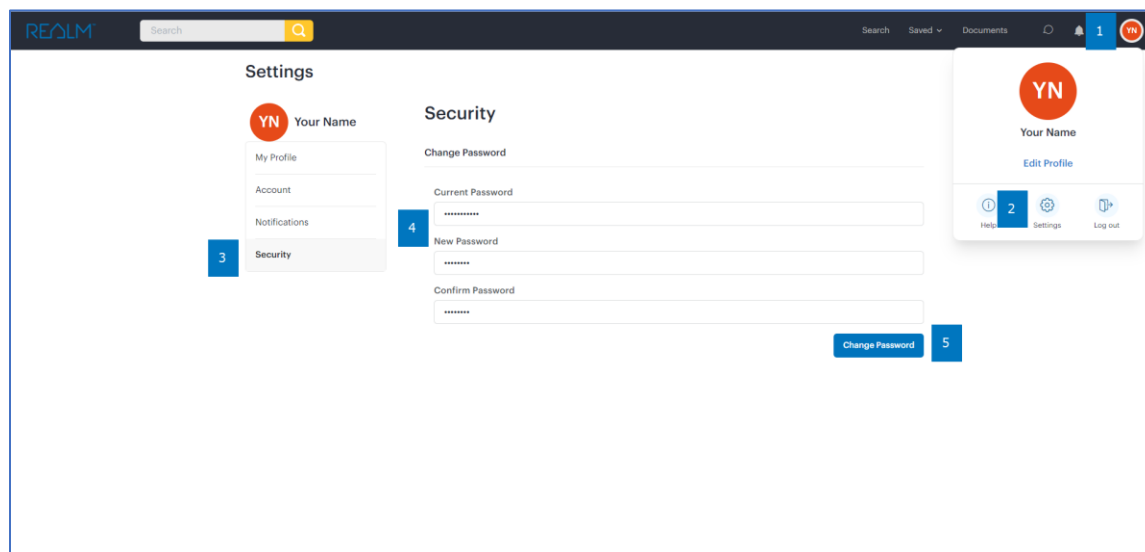 REALM
Search
Search Saved Documents 1 YN
Settings
YN Your Name
My Profile
Account
Notifications
3 Security
Security
Change Password
Current Password
4
New Password
Confirm Password
Change Password 5
YN
Your Name
Edit Profile
2
Help Settings Log out